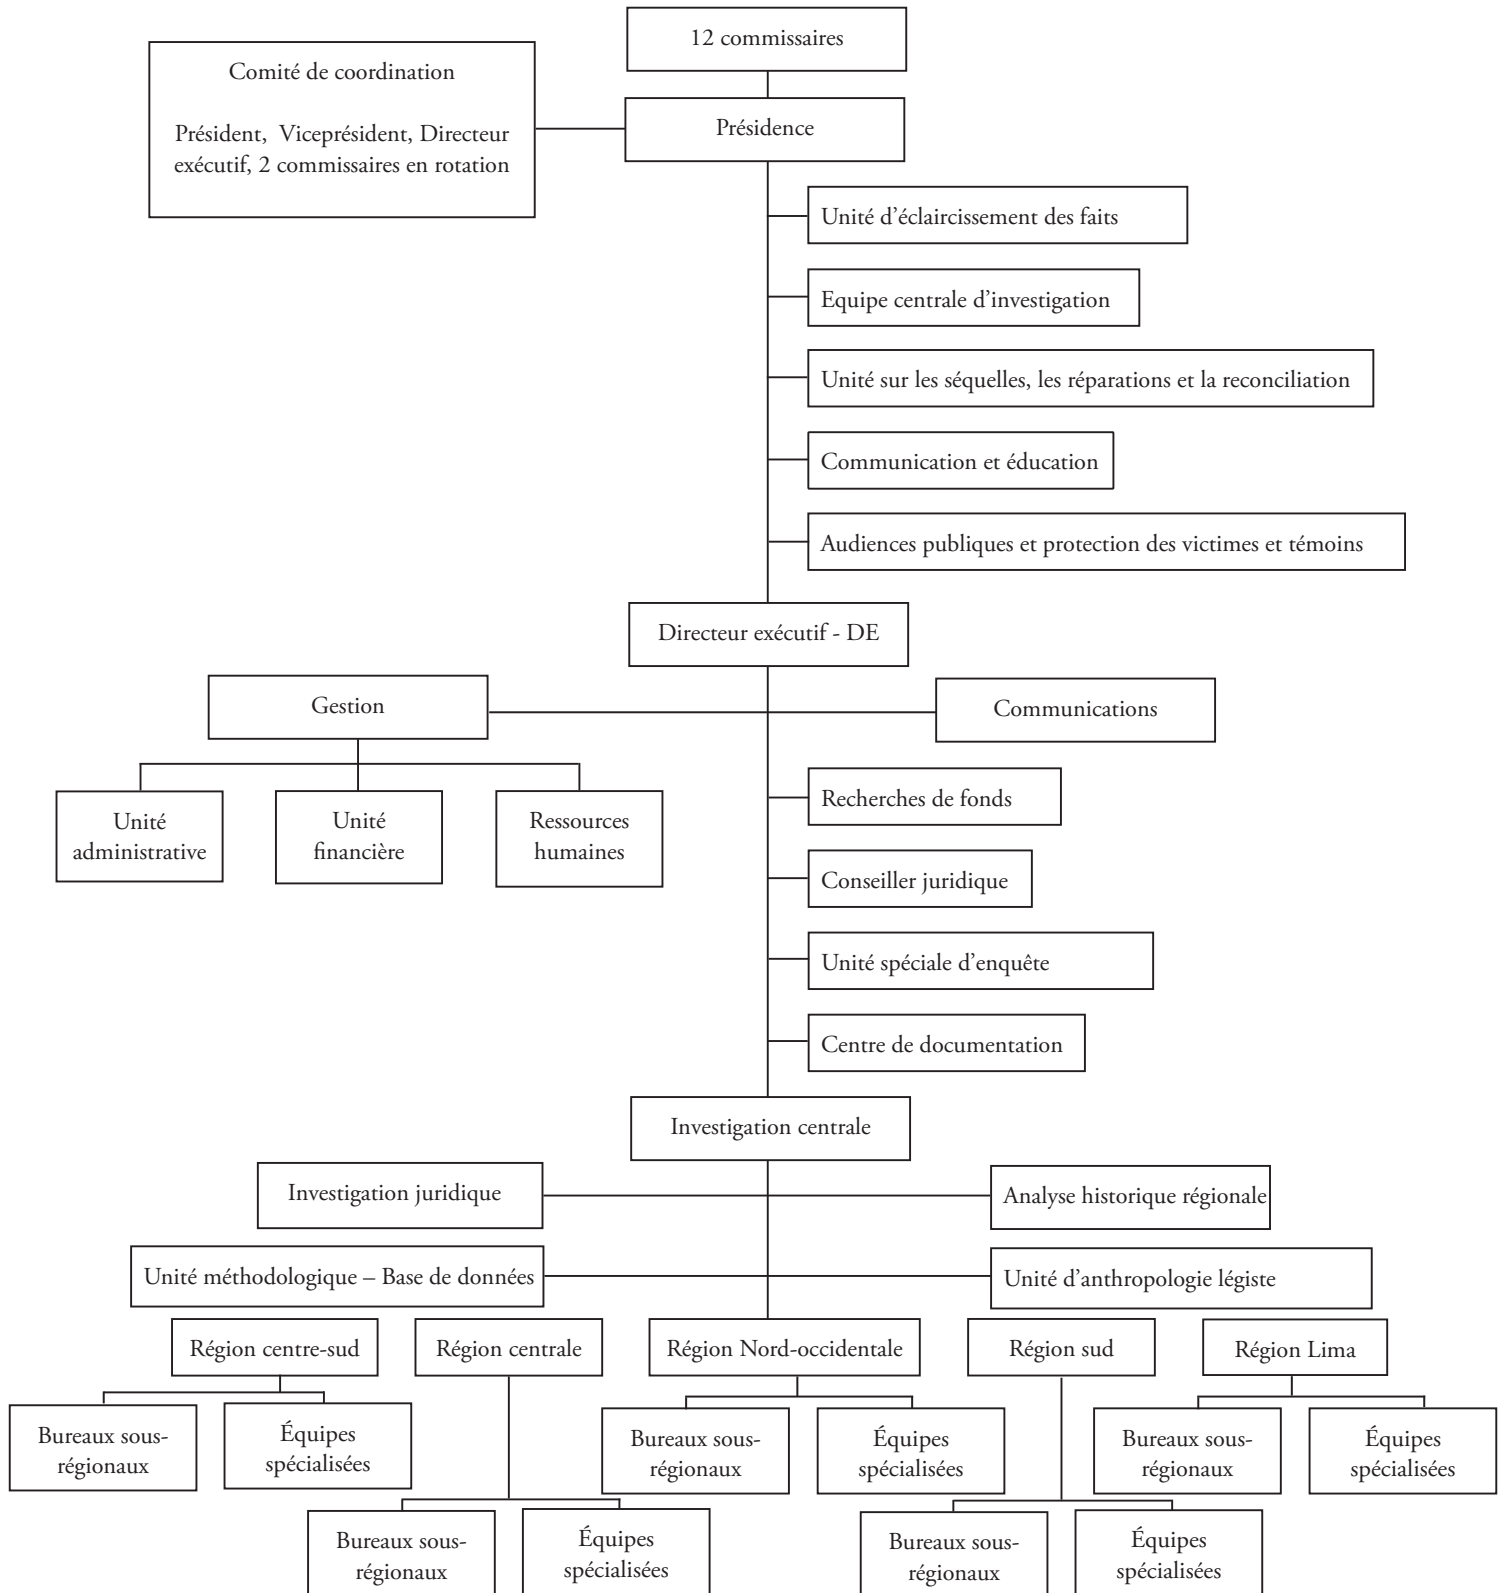 12 commissaires
Comité de coordination
Président, Viceprésident, Directeur
exécutif, 2 commissaires en rotation
Présidence
Unité d’éclaircissement des faits
Equipe centrale d’investigation
Unité sur les séquelles, les réparations et la reconciliation
Communication et éducation
Audiences publiques et protection des victimes et témoins
Directeur exécutif - DE
Gestion
Communications
Unité
administrative
Unité
financière
Ressources
humaines
Recherches de fonds
Conseiller juridique
Unité spéciale d’enquête
Centre de documentation
Investigation centrale
Investigation juridique
Analyse historique régionale
Unité méthodologique – Base de données
Unité d’anthropologie légiste
Région centre-sud
Région centrale
Région Nord-occidentale
Région sud
Région Lima
Bureaux sous-
régionaux
Équipes
spécialisées
Bureaux sous-
régionaux
Équipes
spécialisées
Bureaux sous-
régionaux
Équipes
spécialisées
Bureaux sous-
régionaux
Équipes
spécialisées
Bureaux sous-
régionaux
Équipes
spécialisées